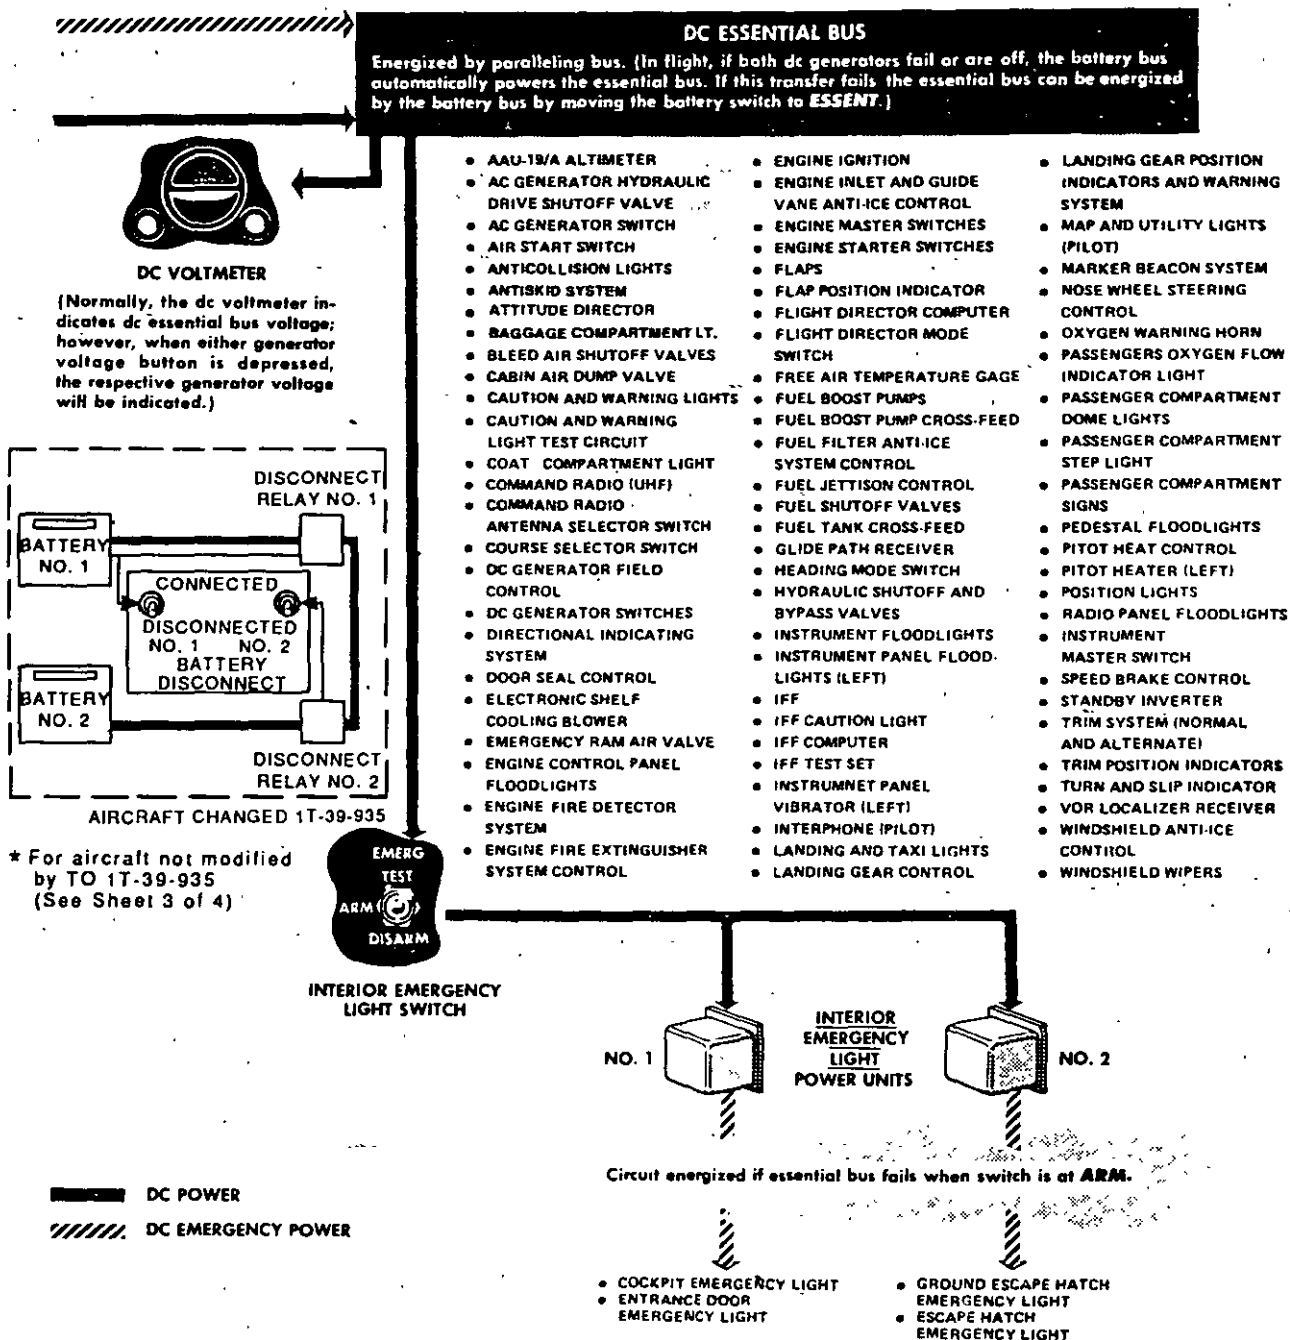 DC ESSENTIAL BUS
Energized by paralleling bus. (In flight, if both dc generators fail or are off, the battery bus
automatically powers the essential bus. If this transfer fails the essential bus can be energized
by the battery bus by moving the battery switch to ESSENT.)
DC VOLTMETER
(Normally, the dc voltmeter in-
dicates dc essential bus voltage;
however, when either generator
voltage button is depressed,
the respective generator voltage
will be indicated.)
• AAU-19/A ALTIMETER
• AC GENERATOR HYDRAULIC
DRIVE SHUTOFF VALVE
• AC GENERATOR SWITCH
• AIR START SWITCH
• ANTICOLLISION LIGHTS
• ANTISKID SYSTEM
• ATTITUDE DIRECTOR
• BAGGAGE COMPARTMENT LT.
• BLEED AIR SHUTOFF VALVES
• CABIN AIR DUMP VALVE
• CAUTION AND WARNING LIGHTS
• CAUTION AND WARNING
LIGHT TEST CIRCUIT
• COAT COMPARTMENT LIGHT
• COMMAND RADIO (UHF)
• COMMAND RADIO
ANTENNA SELECTOR SWITCH
• COURSE SELECTOR SWITCH
• DC GENERATOR FIELD
CONTROL
• DC GENERATOR SWITCHES
• DIRECTIONAL INDICATING
SYSTEM
• DOOR SEAL CONTROL
• ELECTRONIC SHELF
COOLING BLOWER
• EMERGENCY RAM AIR VALVE
• ENGINE CONTROL PANEL
FLOODLIGHTS
• ENGINE FIRE DETECTOR
SYSTEM
• ENGINE FIRE EXTINGUISHER
SYSTEM CONTROL
• ENGINE IGNITION
• ENGINE INLET AND GUIDE
VANE ANTI-ICE CONTROL
• ENGINE MASTER SWITCHES
• ENGINE STARTER SWITCHES
• FLAPS
• FLAP POSITION INDICATOR
• FLIGHT DIRECTOR COMPUTER
• FLIGHT DIRECTOR MODE
SWITCH
• FREE AIR TEMPERATURE GAGE
• FUEL BOOST PUMPS
• FUEL BOOST PUMP CROSS-FEED
• FUEL FILTER ANTI-ICE
SYSTEM CONTROL
• FUEL JETTISON CONTROL
• FUEL SHUTOFF VALVES
• FUEL TANK CROSS-FEED
• GLIDE PATH RECEIVER
• HEADING MODE SWITCH
• HYDRAULIC SHUTOFF AND
BYPASS VALVES
• INSTRUMENT FLOODLIGHTS
• INSTRUMENT PANEL FLOOD-
LIGHTS (LEFT)
• IFF
• IFF CAUTION LIGHT
• IFF COMPUTER
• IFF TEST SET
• INSTRUMNET PANEL
VIBRATOR (LEFT)
• INTERPHONE (PILOT)
• LANDING AND TAXI LIGHTS
• LANDING GEAR CONTROL
• LANDING GEAR POSITION
INDICATORS AND WARNING
SYSTEM
• MAP AND UTILITY LIGHTS
(PILOT)
• MARKER BEACON SYSTEM
• NOSE WHEEL STEERING
CONTROL
• OXYGEN WARNING HORN
• PASSENGERS OXYGEN FLOW
INDICATOR LIGHT
• PASSENGER COMPARTMENT
DOME LIGHTS
• PASSENGER COMPARTMENT
STEP LIGHT
• PASSENGER COMPARTMENT
SIGNS
• PEDESTAL FLOODLIGHTS
• PITOT HEAT CONTROL
• PITOT HEATER (LEFT)
• POSITION LIGHTS
• RADIO PANEL FLOODLIGHTS
• INSTRUMENT
MASTER SWITCH
• SPEED BRAKE CONTROL
• STANDBY INVERTER
• TRIM SYSTEM (NORMAL
AND ALTERNATE)
• TRIM POSITION INDICATORS
• TURN AND SLIP INDICATOR
• VOR LOCALIZER RECEIVER
• WINDSHIELD ANTI-ICE
CONTROL
• WINDSHIELD WIPERS
DISCONNECT
RELAY NO. 1
BATTERY
NO. 1
CONNECTED
DISCONNECTED
NO. 1 NO. 2
BATTERY
DISCONNECT
BATTERY
NO. 2
DISCONNECT
RELAY NO. 2
AIRCRAFT CHANGED 1T-39-935
* For aircraft not modified
by TO 1T-39-935
(See Sheet 3 of 4)
EMERG
TEST
ARM
DISARM
INTERIOR EMERGENCY
LIGHT SWITCH
NO. 1
INTERIOR
EMERGENCY
LIGHT
POWER UNITS
NO. 2
Circuit energized if essential bus fails when switch is at ARM.
DC POWER
DC EMERGENCY POWER
• COCKPIT EMERGENCY LIGHT
• ENTRANCE DOOR
EMERGENCY LIGHT
• GROUND ESCAPE HATCH
EMERGENCY LIGHT
• ESCAPE HATCH
EMERGENCY LIGHT